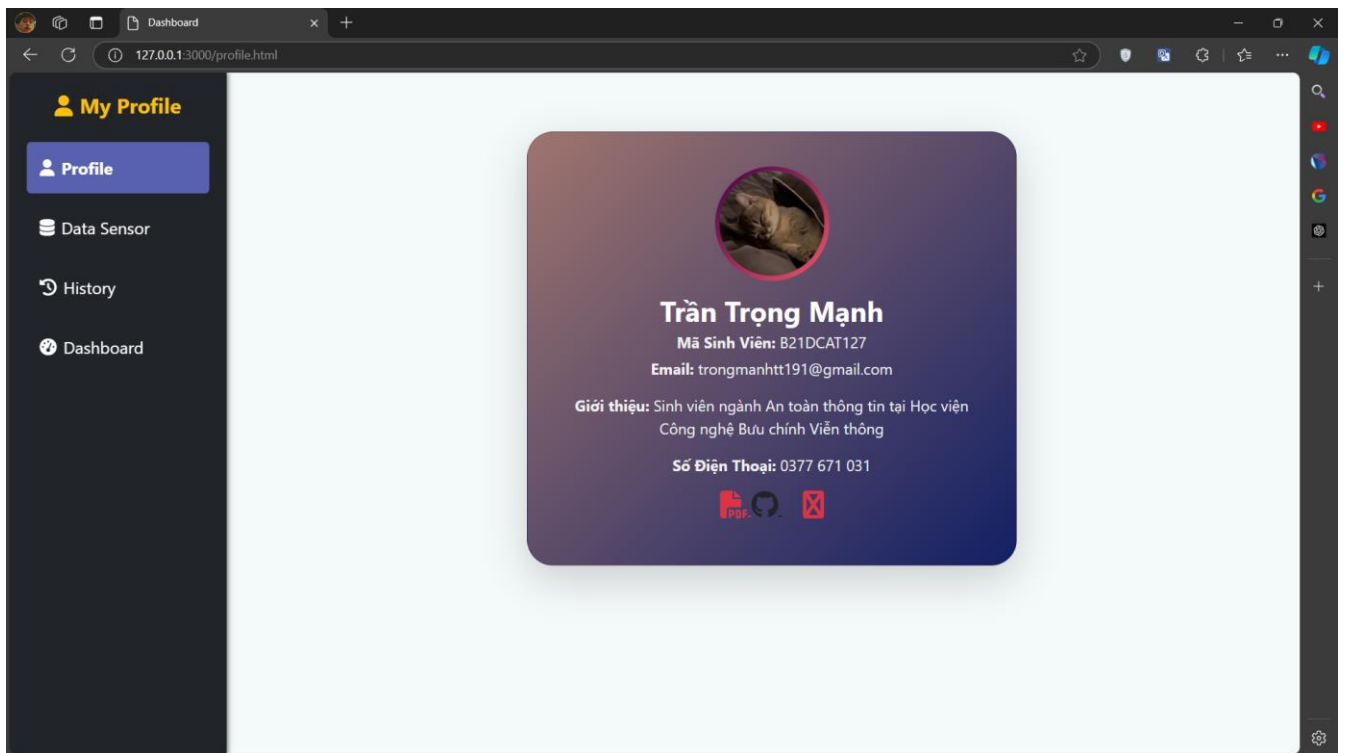 Dashboard
127.0.0.1:3000/profile.html
My Profile
Profile
Data Sensor
History
Dashboard
Trần Trọng Mạnh
Mã Sinh Viên: B21DCAT127
Email: trongmanhtt191@gmail.com
Giới thiệu: Sinh viên ngành An toàn thông tin tại Học viện
Công nghệ Bưu chính Viễn thông
Số Điện Thoại: 0377 671 031
PDF